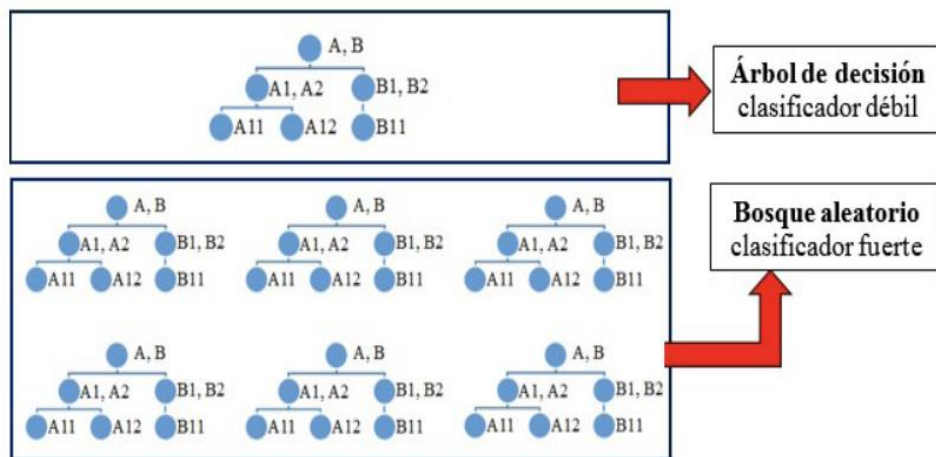 A, B
A1, A2 B1, B2
A11 A12 B11
Árbol de decisión
clasificador débil
A, B A, B A, B
A1, A2 B1, B2 A1, A2 B1, B2 A1, A2 B1, B2
A11 A12 B11 A11 A12 B11 A11 A12 B11
Bosque aleatorio
clasificador fuerte
A, B A, B A, B
A1, A2 B1, B2 A1, A2 B1, B2 A1, A2 B1, B2
A11 A12 B11 A11 A12 B11 A11 A12 B11